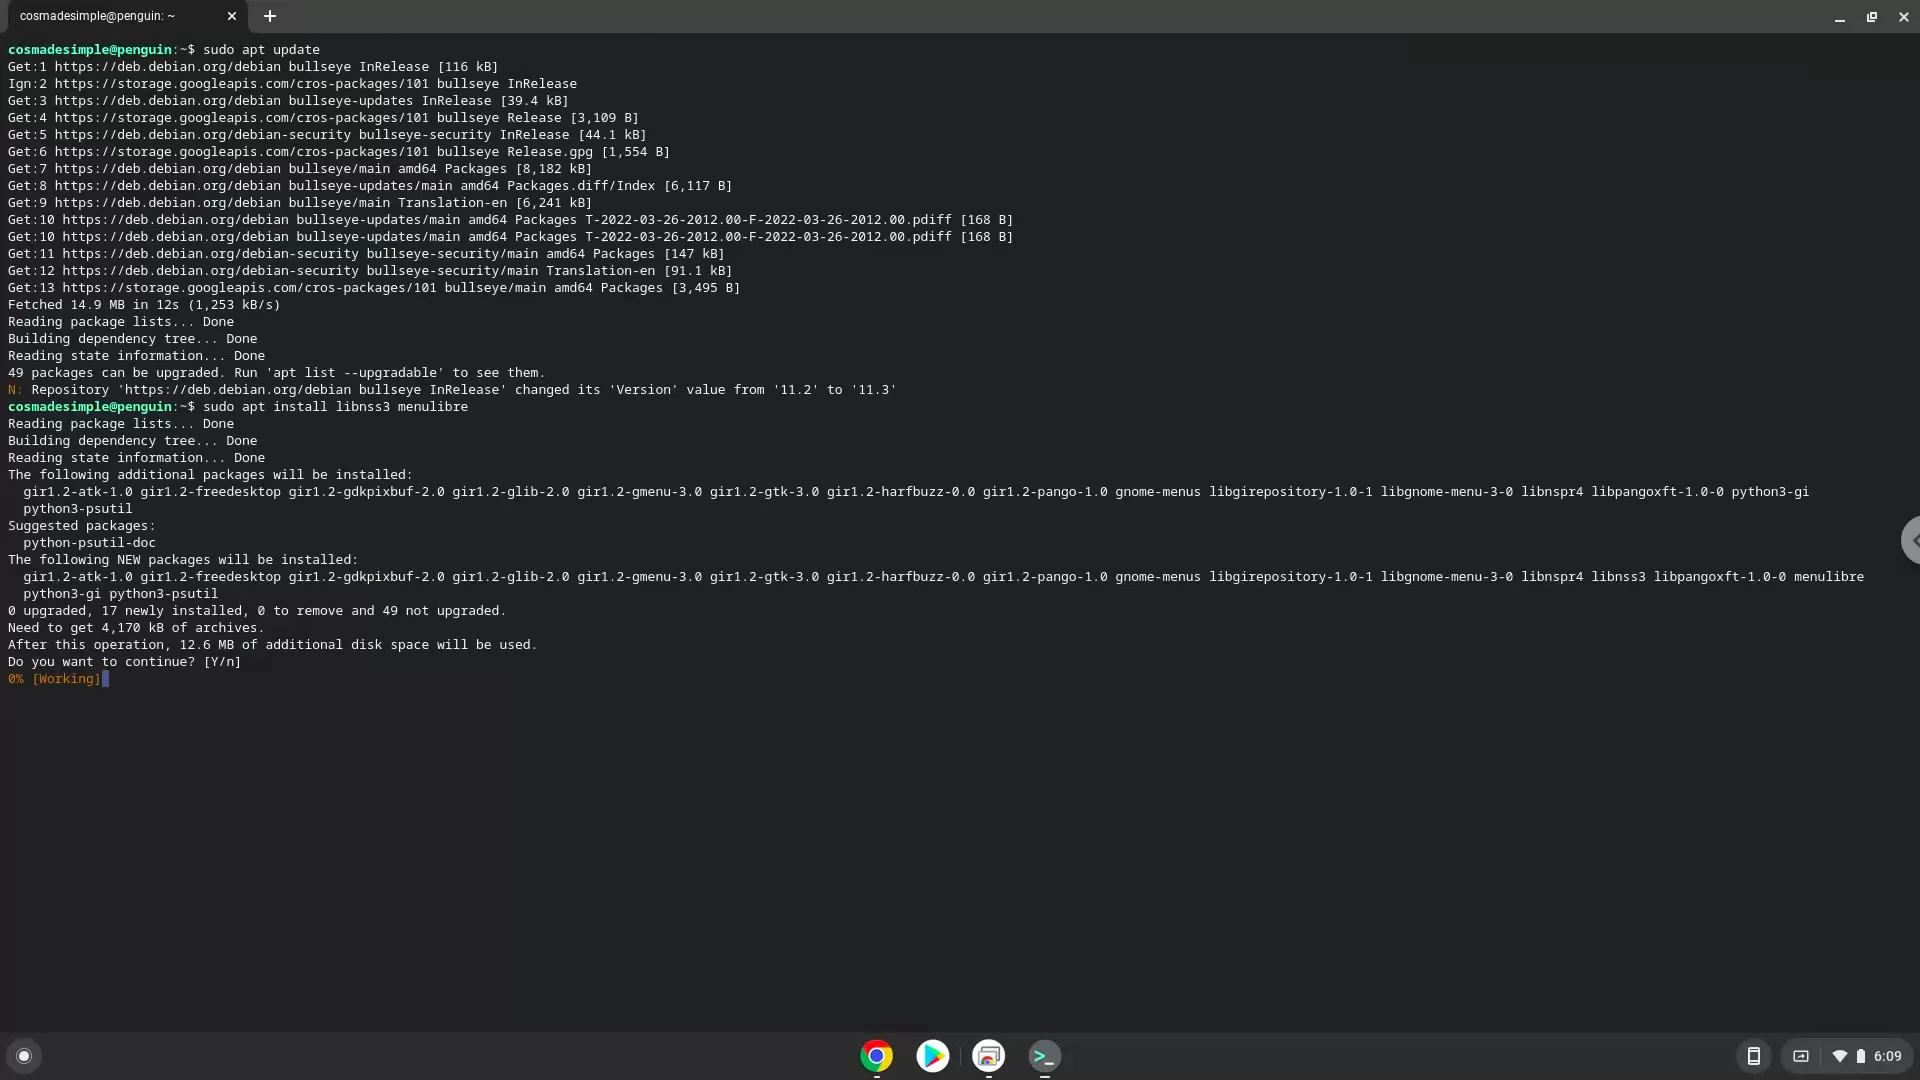 cosmadesimple@penguin: ~
cosmadesimple@penguin:~$ sudo apt update
Get:1 https://deb.debian.org/debian bullseye InRelease [116 kB]
Ign:2 https://storage.googleapis.com/cros-packages/101 bullseye InRelease
Get:3 https://deb.debian.org/debian bullseye-updates InRelease [39.4 kB]
Get:4 https://storage.googleapis.com/cros-packages/101 bullseye Release [3,109 B]
Get:5 https://deb.debian.org/debian-security bullseye-security InRelease [44.1 kB]
Get:6 https://storage.googleapis.com/cros-packages/101 bullseye Release.gpg [1,554 B]
Get:7 https://deb.debian.org/debian bullseye/main amd64 Packages [8,182 kB]
Get:8 https://deb.debian.org/debian bullseye-updates/main amd64 Packages.diff/Index [6,117 B]
Get:9 https://deb.debian.org/debian bullseye/main Translation-en [6,241 kB]
Get:10 https://deb.debian.org/debian bullseye-updates/main amd64 Packages T-2022-03-26-2012.00-F-2022-03-26-2012.00.pdiff [168 B]
Get:10 https://deb.debian.org/debian bullseye-updates/main amd64 Packages T-2022-03-26-2012.00-F-2022-03-26-2012.00.pdiff [168 B]
Get:11 https://deb.debian.org/debian-security bullseye-security/main amd64 Packages [147 kB]
Get:12 https://deb.debian.org/debian-security bullseye-security/main Translation-en [91.1 kB]
Get:13 https://storage.googleapis.com/cros-packages/101 bullseye/main amd64 Packages [3,495 B]
Fetched 14.9 MB in 12s (1,253 kB/s)
Reading package lists... Done
Building dependency tree... Done
Reading state information... Done
49 packages can be upgraded. Run 'apt list --upgradable' to see them.
N: Repository 'https://deb.debian.org/debian bullseye InRelease' changed its 'Version' value from '11.2' to '11.3'
cosmadesimple@penguin:~$ sudo apt install libnss3 menulibre
Reading package lists... Done
Building dependency tree... Done
Reading state information... Done
The following additional packages will be installed:
gir1.2-atk-1.0 gir1.2-freedesktop gir1.2-gdkpixbuf-2.0 gir1.2-glib-2.0 gir1.2-gmenu-3.0 gir1.2-gtk-3.0 gir1.2-harfbuzz-0.0 gir1.2-pango-1.0 gnome-menus libgirepository-1.0-1 libgnome-menu-3-0 libnspr4 libpangoxft-1.0-0 python3-gi
python3-psutil
Suggested packages:
python-psutil-doc
The following NEW packages will be installed:
gir1.2-atk-1.0 gir1.2-freedesktop gir1.2-gdkpixbuf-2.0 gir1.2-glib-2.0 gir1.2-gmenu-3.0 gir1.2-gtk-3.0 gir1.2-harfbuzz-0.0 gir1.2-pango-1.0 gnome-menus libgirepository-1.0-1 libgnome-menu-3-0 libnspr4 libnss3 libpangoxft-1.0-0 menulibre
python3-gi python3-psutil
0 upgraded, 17 newly installed, 0 to remove and 49 not upgraded.
Need to get 4,170 kB of archives.
After this operation, 12.6 MB of additional disk space will be used.
Do you want to continue? [Y/n]
0% [Working]
6:09